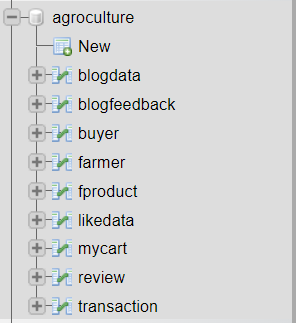 agroculture
New
blogdata
blogfeedback
buyer
farmer
fproduct
likedata
mycart
review
transaction